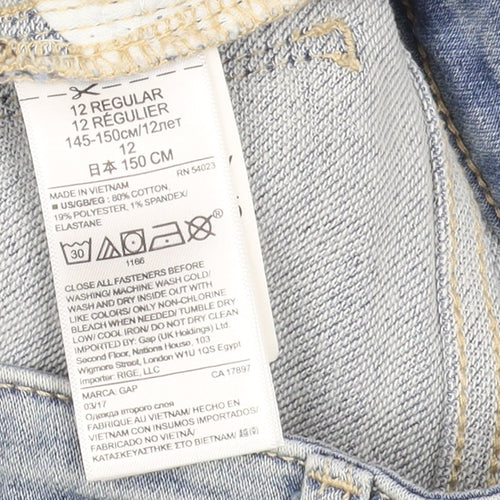 12 REGULAR
12 RÉGULIER
145-150см/12лет
12
日本 150 CM
RN 54023
MADE IN VIETNAM
■ US/GB/EG : 80% COTTON,
19% POLYESTER, 1% SPANDEX/
ELASTANE
30
1166
CLOSE ALL FASTENERS BEFORE
WASHING/ MACHINE WASH COLD/
WASH AND DRY INSIDE OUT WITH
LIKE COLORS/ ONLY NON-CHLORINE
BLEACH WHEN NEEDED/ TUMBLE DRY
LOW/ COOL IRON/ DO NOT DRY CLEAN
IMPORTED BY: Gap (UK Holdings) Ltd.
Second Floor, Nations House, 103
Wigmore Street, London W1U 1QS Egypt
Importer: RIGE, LLC
CA 17897
MARCA: GAP
03/17
Одежда второго слоя
FABRIQUÉ AU VIETNAM/ HECHO EN
VIETNAM CON INSUMOS IMPORTADOS/
FABRICADO NO VIETNÃ/
ΚΑΤΑΣΚΕΥΑΣΤΗΚΕ ΣΤΟ ΒΙΕΤΝΑΜ/